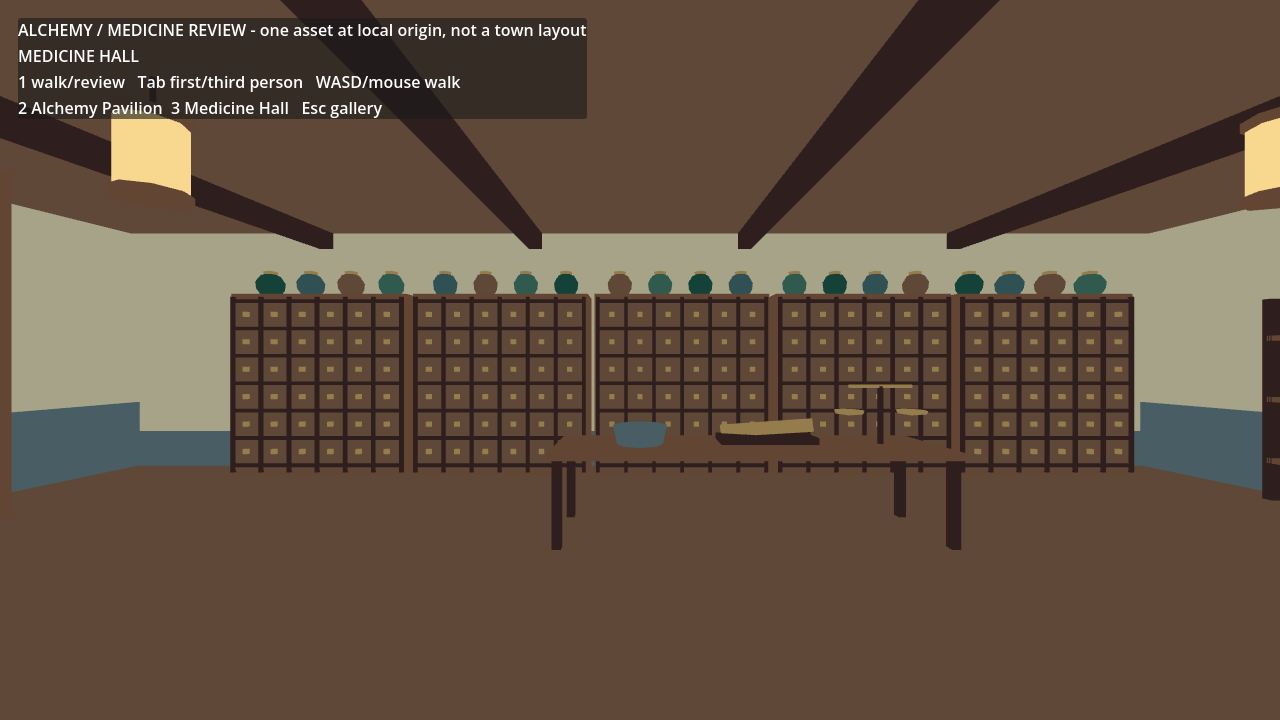 ALCHEMY / MEDICINE REVIEW - one asset at local origin, not a town layout
MEDICINE HALL
1 walk/review   Tab first/third person   WASD/mouse walk
2 Alchemy Pavilion  3 Medicine Hall   Esc gallery